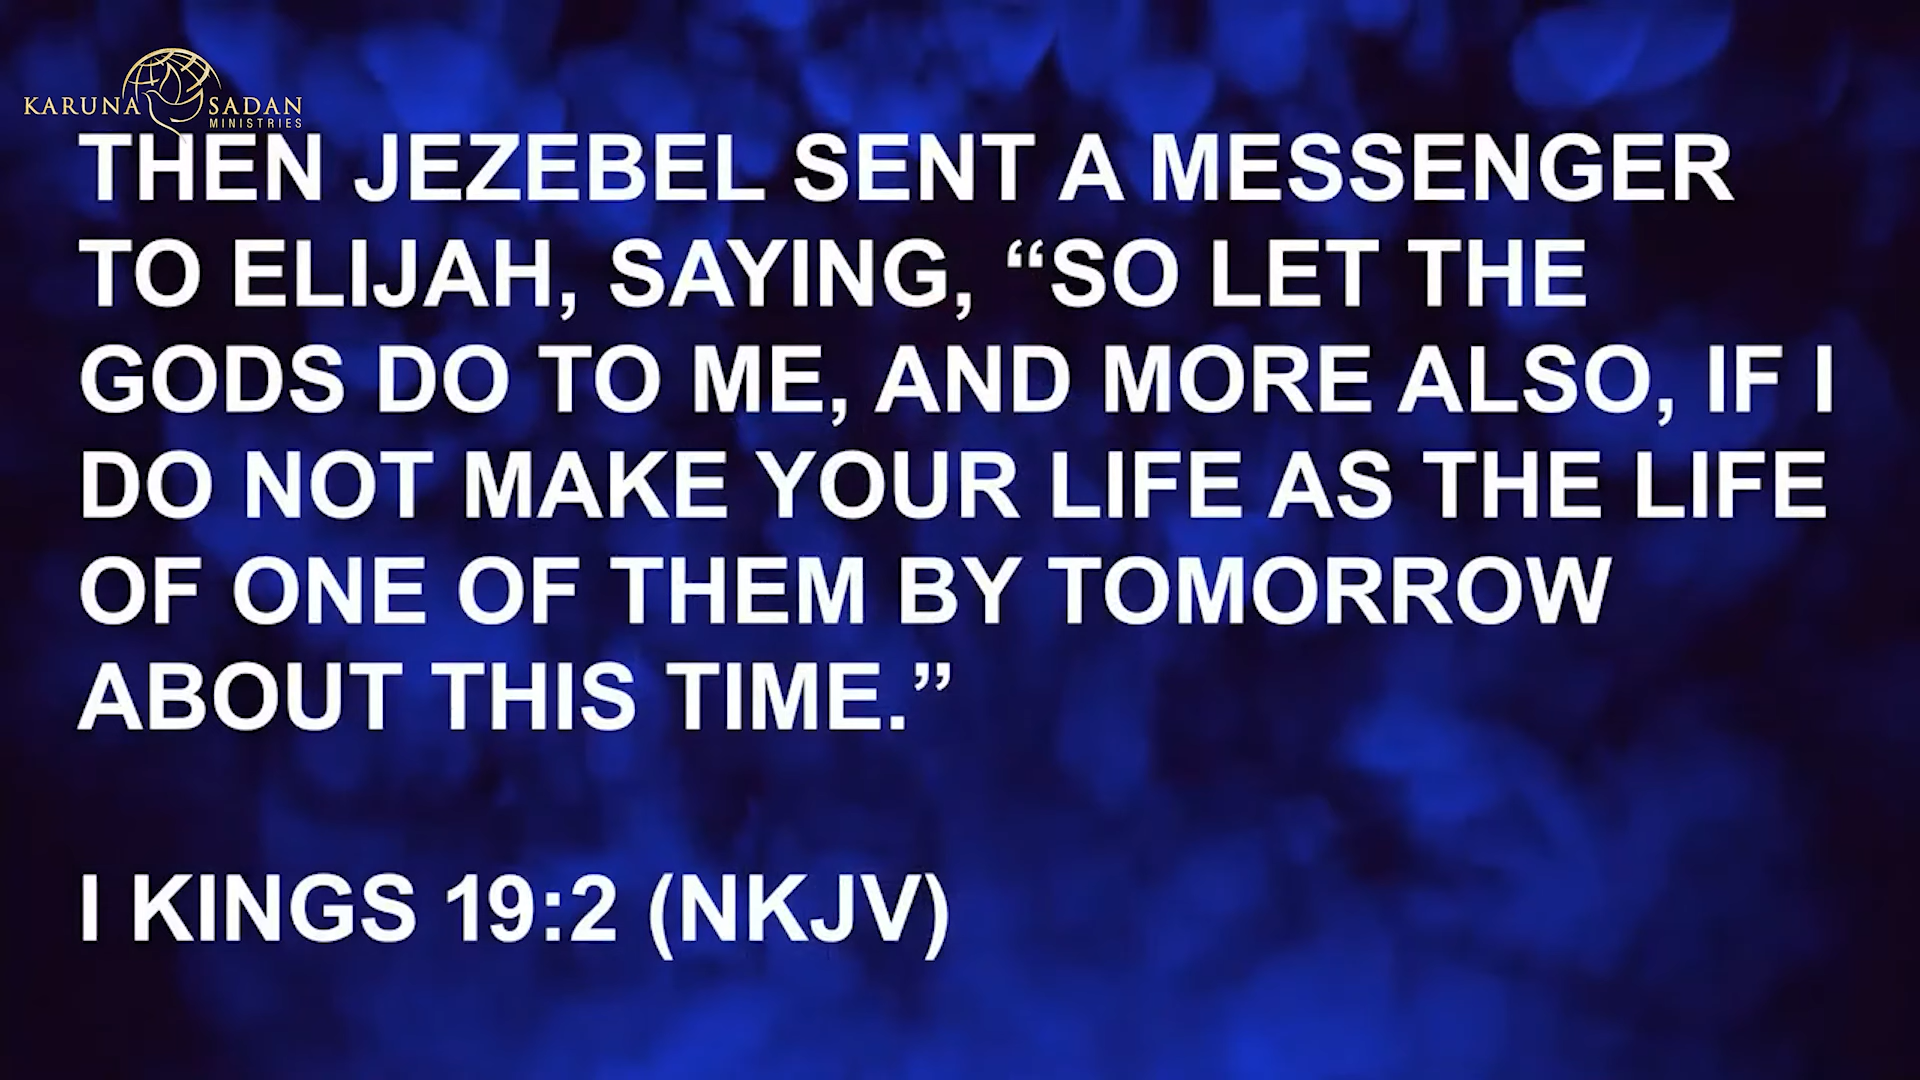 KARUNA SADAN
MINISTRIES
THEN JEZEBEL SENT A MESSENGER
TO ELIJAH, SAYING, “SO LET THE
GODS DO TO ME, AND MORE ALSO, IF I
DO NOT MAKE YOUR LIFE AS THE LIFE
OF ONE OF THEM BY TOMORROW
ABOUT THIS TIME.”
I KINGS 19:2 (NKJV)